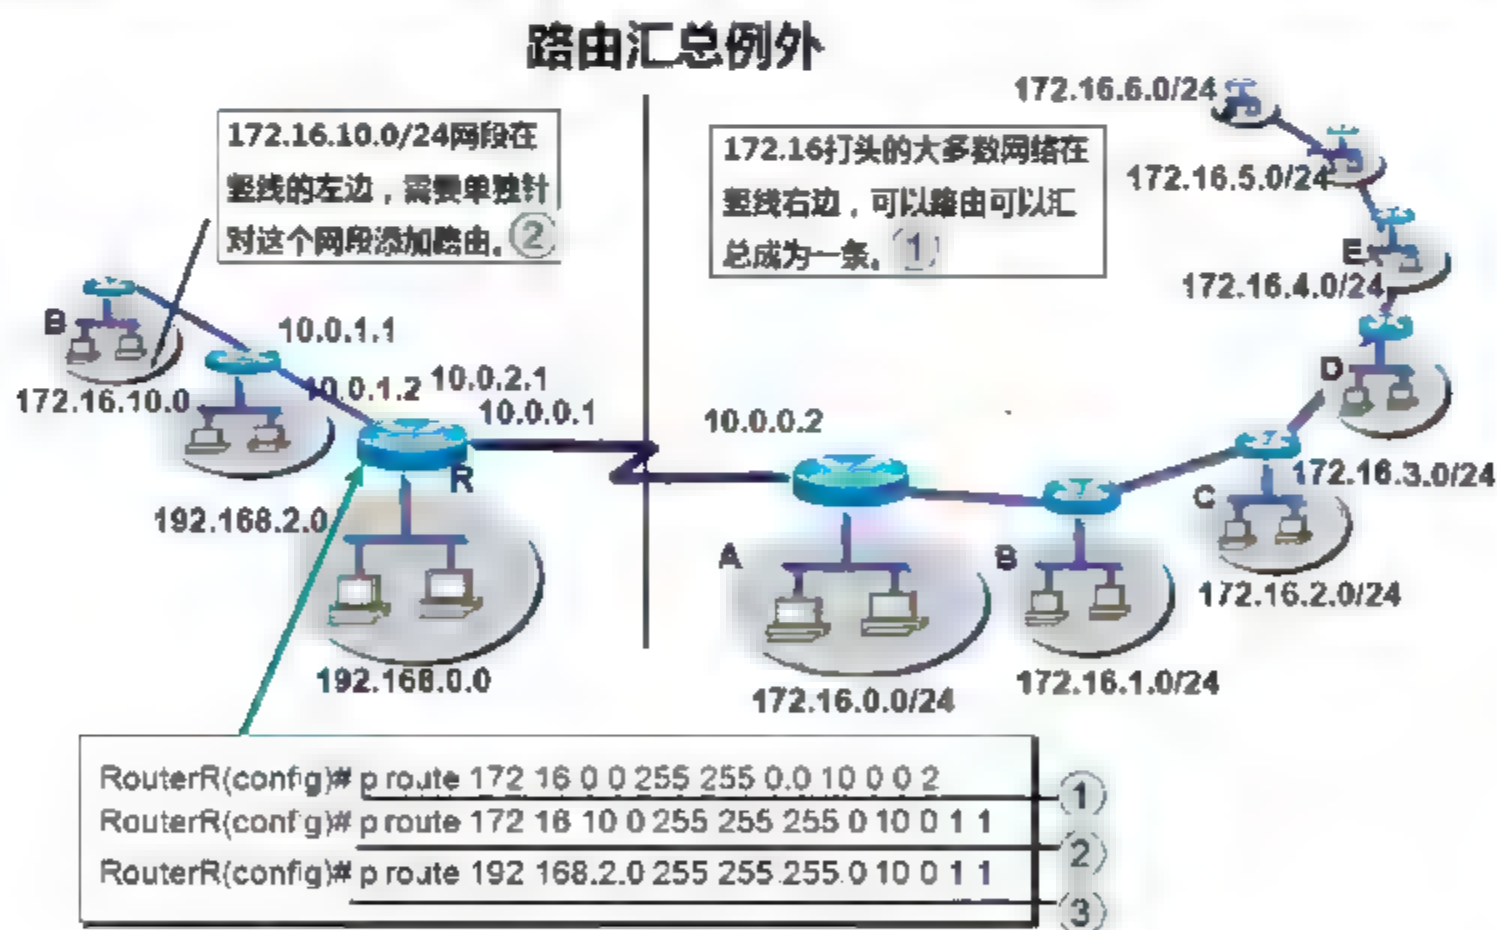 路由汇总例外
172.16.10.0/24网段在
竖线的左边，需要单独针
对这个网段添加路由。②
172.16打头的大多数网络在
竖线右边，可以路由可以汇
总成为一条。①
172.16.6.0/24
172.16.5.0/24
E
172.16.4.0/24
D
172.16.3.0/24
C
172.16.2.0/24
B
172.16.10.0
10.0.1.1
10.0.1.2
10.0.2.1
10.0.0.1
10.0.0.2
R
192.168.2.0
192.168.0.0
A
172.16.0.0/24
B
172.16.1.0/24
RouterR(config)# p route 172 16 0 0 255 255 0.0 10 0 0 2
①
RouterR(config)# p route 172 16 10 0 255 255 255 0 10 0 1 1
②
RouterR(config)# p route 192 168.2.0 255 255.255.0 10 0 1 1
③